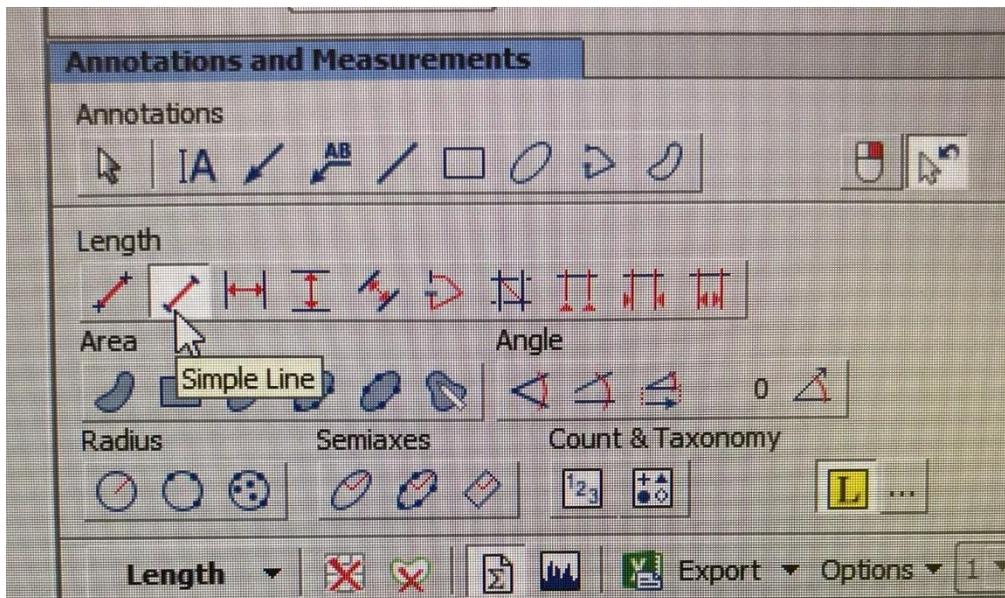 Annotations and Measurements
Annotations
IA AB
Length
Area Angle
Simple Line
0
Radius Semiaxes Count & Taxonomy
123 L ...
Length Σ Export Options 1